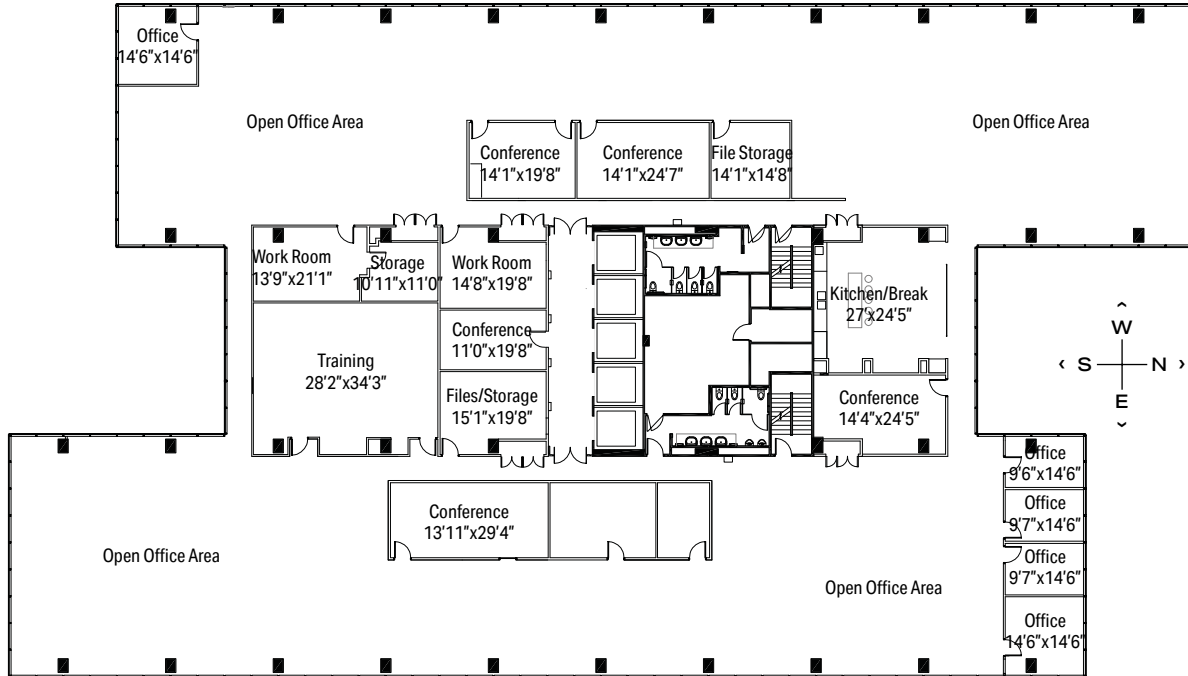 Office
14'6"x14'6"
Open Office Area
Open Office Area
Conference
14'1"x19'8"
Conference
14'1"x24'7"
File Storage
14'1"x14'8"
Work Room
13'9"x21'1"
Storage
10'11"x11'0"
Work Room
14'8"x19'8"
Kitchen/Break
27'x24'5"
Conference
11'0"x19'8"
Training
28'2"x34'3"
Files/Storage
15'1"x19'8"
Conference
14'4"x24'5"
W
S
N
E
Office
9'6"x14'6"
Office
9'7"x14'6"
Office
9'7"x14'6"
Office
14'6"x14'6"
Conference
13'11"x29'4"
Open Office Area
Open Office Area